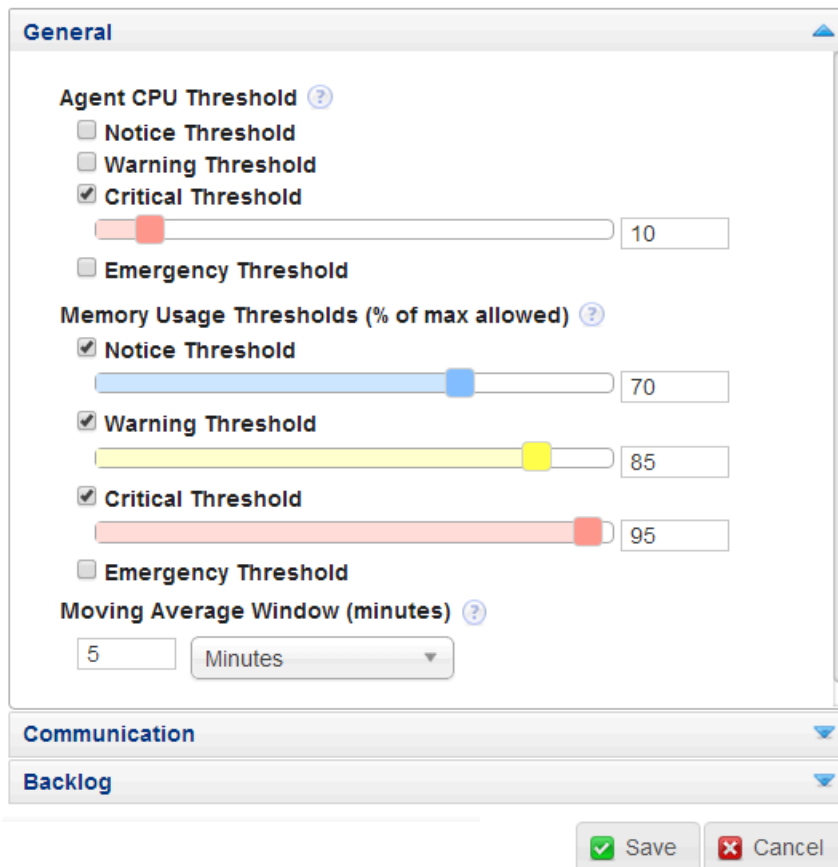 General
Agent CPU Threshold ?
Notice Threshold
Warning Threshold
Critical Threshold
10
Emergency Threshold
Memory Usage Thresholds (% of max allowed) ?
Notice Threshold
70
Warning Threshold
85
Critical Threshold
95
Emergency Threshold
Moving Average Window (minutes) ?
5 Minutes
Communication
Backlog
Save Cancel